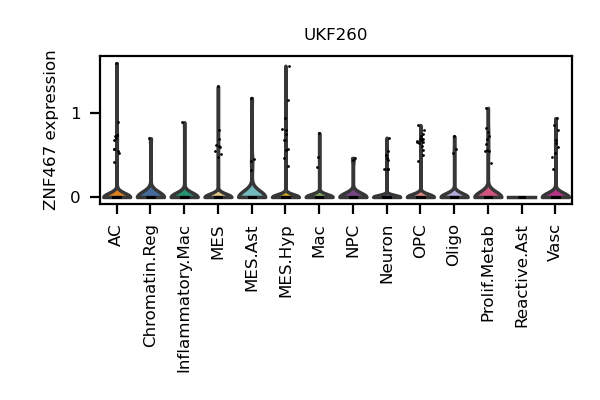 UKF260
ZNF467 expression
1
0
AC
Chromatin.Reg
Inflammatory.Mac
MES
MES.Ast
MES.Hyp
Mac
NPC
Neuron
OPC
Oligo
Prolif.Metab
Reactive.Ast
Vasc